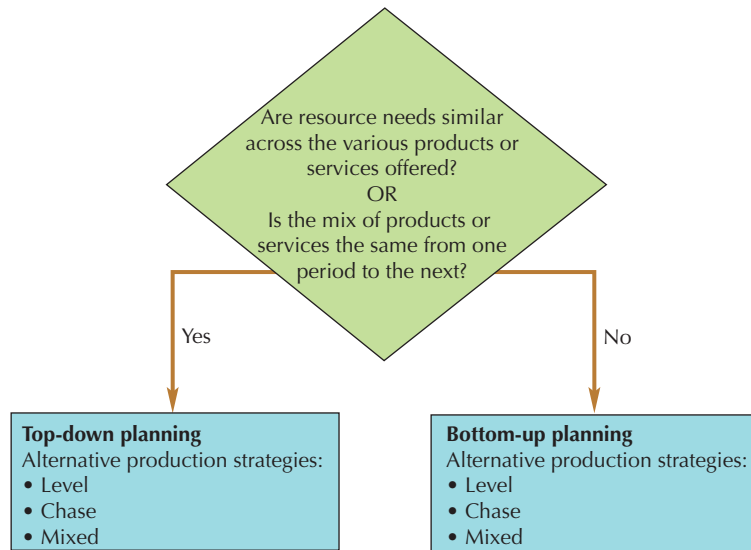 Are resource needs similar
across the various products or
services offered?
OR
Is the mix of products or
services the same from one
period to the next?
Yes
No
Top-down planning
Alternative production strategies:
• Level
• Chase
• Mixed
Bottom-up planning
Alternative production strategies:
• Level
• Chase
• Mixed